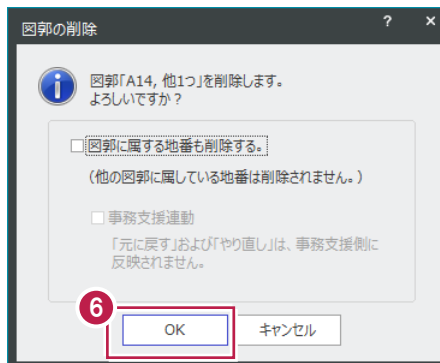 図郭の削除 ? ×
図郭「A14, 他1つ」を削除します。
よろしいですか?
図郭に属する地番も削除する。
(他の図郭に属している地番は削除されません。)
事務支援連動
「元に戻す」および「やり直し」は、事務支援側に
反映されません。
6
OK キャンセル